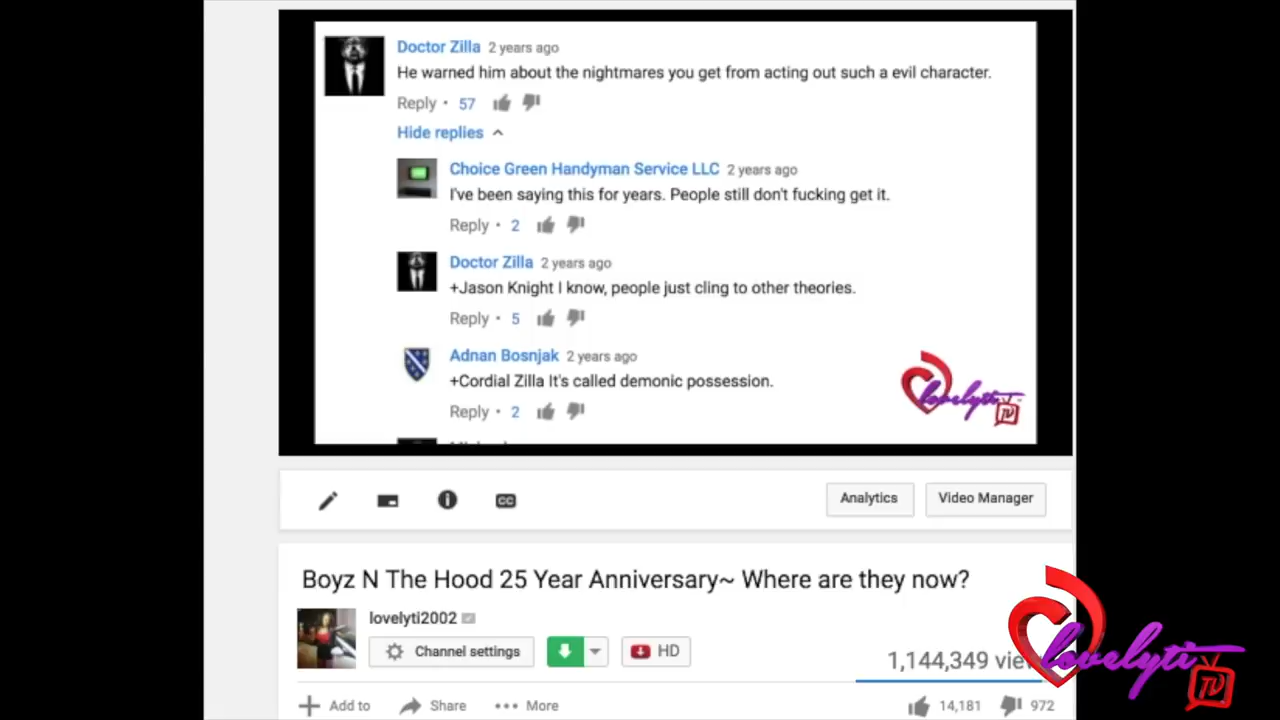 Doctor Zilla 2 years ago
He warned him about the nightmares you get from acting out such a evil character.
Reply • 57
Hide replies
Choice Green Handyman Service LLC 2 years ago
I've been saying this for years. People still don't fucking get it.
Reply • 2
Doctor Zilla 2 years ago
+Jason Knight I know, people just cling to other theories.
Reply • 5
Adnan Bosnjak 2 years ago
+Cordial Zilla It's called demonic possession.
Reply • 2
lovelyti TV
CC
Analytics Video Manager
Boyz N The Hood 25 Year Anniversary~ Where are they now?
lovelyti2002
Channel settings HD
1,144,349
lovelyti TV
Add to Share More 14,181 972